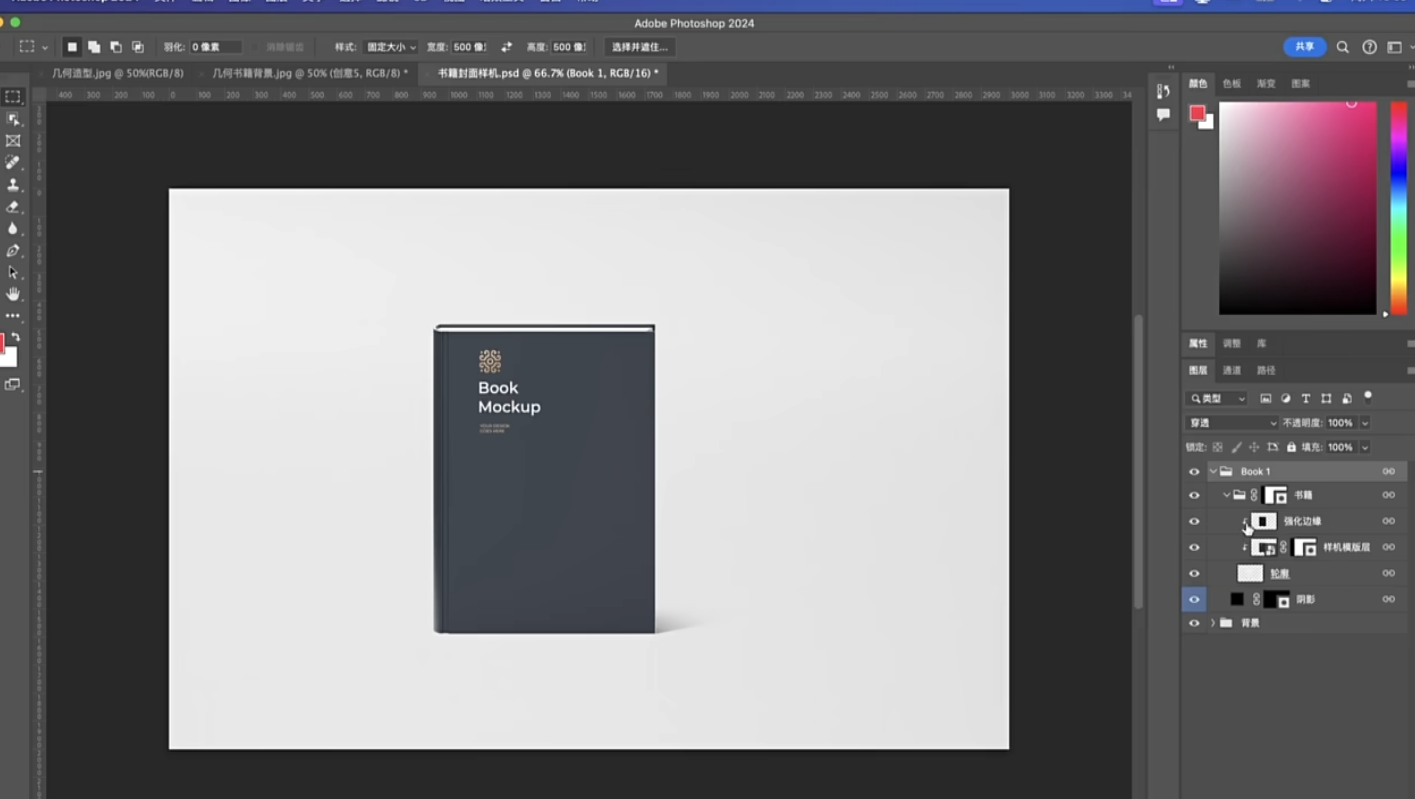 Adobe Photoshop 2024
羽化: 0 像素 消除锯齿 样式: 固定大小 宽度: 500 像 高度: 500 像 选择并遮住... 共享
几何造型.jpg @ 50%(RGB/8) 几何书籍背景.jpg @ 50% (创意5, RGB/8) * 书籍封面样机.psd @ 66.7% (Book 1, RGB/16) *
400 300 200 100 0 100 200 300 400 500 600 700 800 900 1000 1100 1200 1300 1400 1500 1600 1700 1800 1900 2000 2100 2200 2300 2400 2500 2600 2700 2800 2900 3000 3100 3200 3300 34
颜色 色板 渐变 图案
Book
Mockup
YOUR DESIGN
GOES HERE
属性 调整 库
图层 通道 路径
类型
穿透 不透明度: 100%
锁定: 填充: 100%
Book 1
书籍
强化边缘
样机模版层
轮廓
阴影
背景